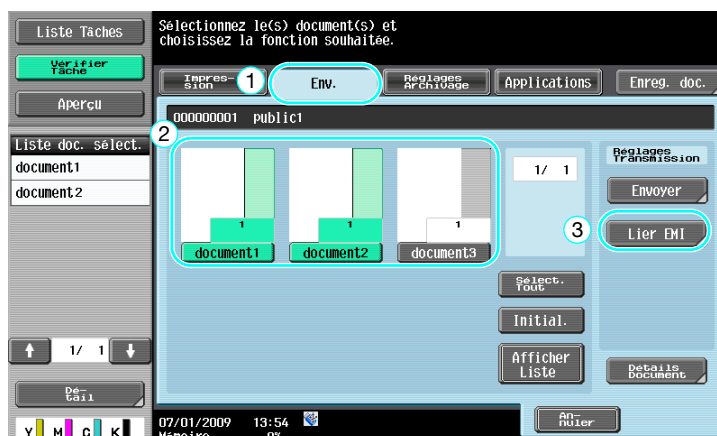 Liste Tâches
Vérifier
Tâche
Aperçu
Liste doc. sélect.
document1
document2
1/ 1
Dé-
tail
Y M C K
Sélectionnez le(s) document(s) et
choisissez la fonction souhaitée.
Impres-
sion
1
Env.
Réglages
Archivage
Applications
Enreg. doc.
000000001 public1
2
1
document1
1
document2
1
document3
1/ 1
Sélect.
Tout
Initial.
Afficher
Liste
Réglages
Transmission
Envoyer
3
Lier EMI
Détails
Document
07/01/2009 13:54
Mémoire 0%
An-
nuler